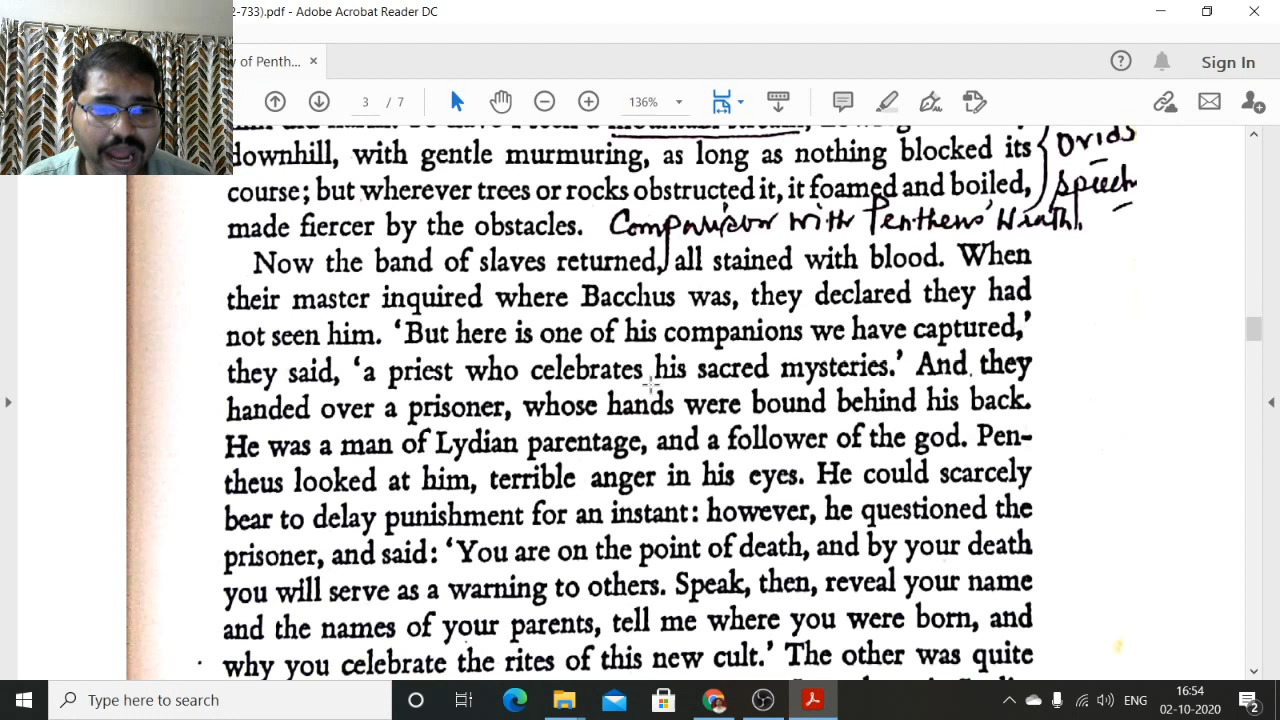 2-733).pdf - Adobe Acrobat Reader DC
y of Penth...
Sign In
3 / 7
136%
downhill, with gentle murmuring, as long as nothing blocked its
course; but wherever trees or rocks obstructed it, it foamed and boiled,
made fiercer by the obstacles.
Ovids
Speech
Comparison with Pentheus' Wrath.
Now the band of slaves returned, all stained with blood. When
their master inquired where Bacchus was, they declared they had
not seen him. 'But here is one of his companions we have captured,'
they said, 'a priest who celebrates his sacred mysteries.' And they
handed over a prisoner, whose hands were bound behind his back.
He was a man of Lydian parentage, and a follower of the god. Pen-
theus looked at him, terrible anger in his eyes. He could scarcely
bear to delay punishment for an instant: however, he questioned the
prisoner, and said: 'You are on the point of death, and by your death
you will serve as a warning to others. Speak, then, reveal your name
and the names of your parents, tell me where you were born, and
why you celebrate the rites of this new cult.' The other was quite
Type here to search
ENG
16:54
02-10-2020
2